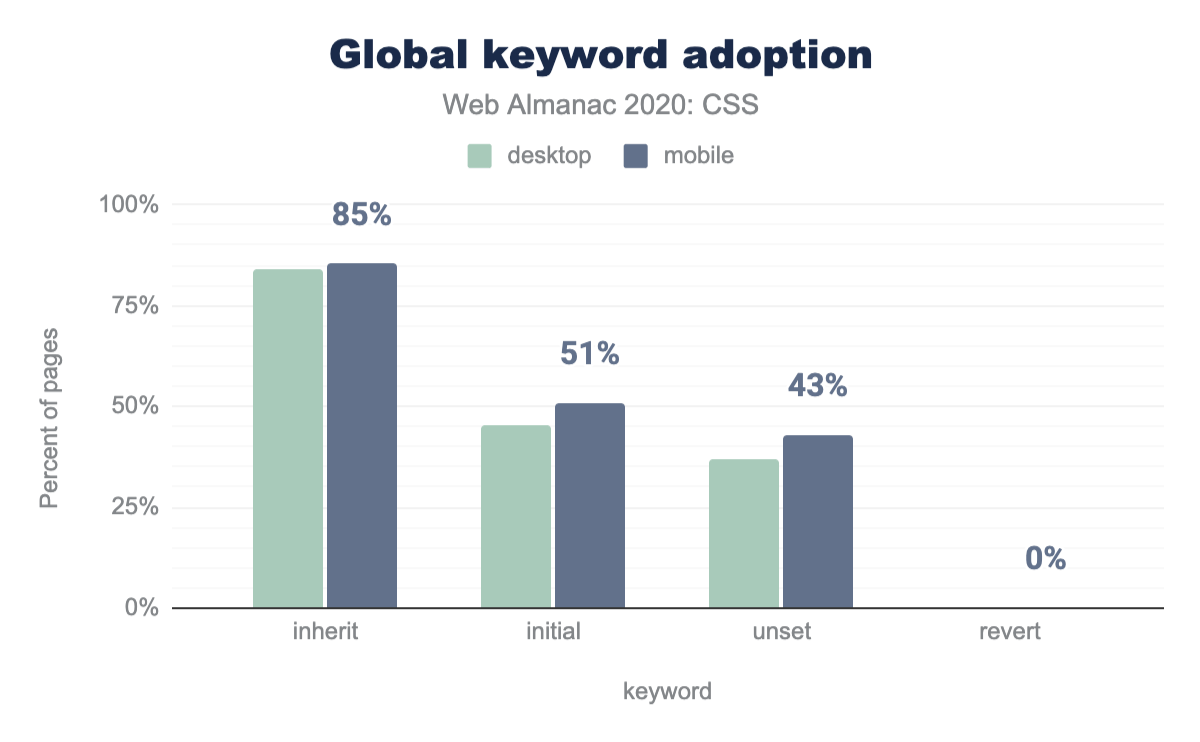 Global keyword adoption
Web Almanac 2020: CSS
desktop mobile
100%
75%
50%
25%
0%
Percent of pages
85%
51%
43%
0%
inherit initial unset revert
keyword